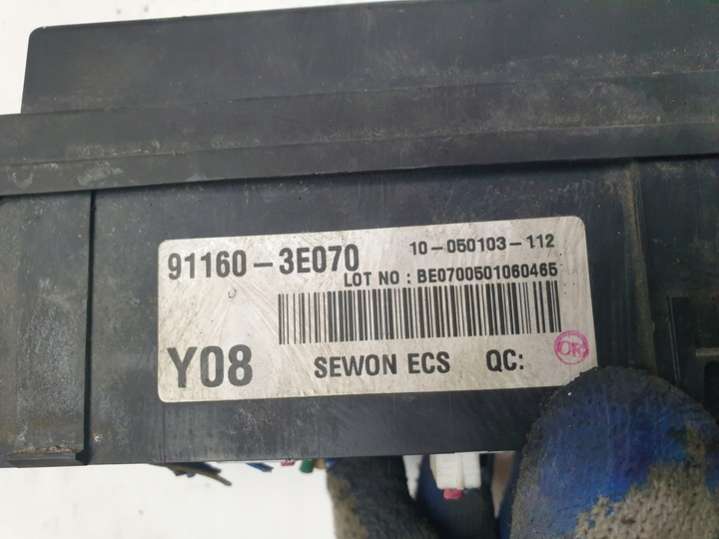 91160-3E070 10-050103-112
LOT NO : BE0700501060465
Y08 SEWON ECS QC: OK